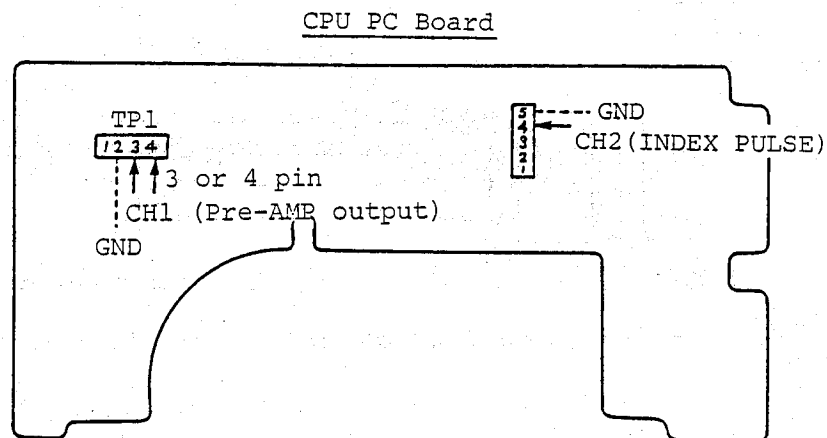 CPU PC Board
TP1
1 2 3 4
3 or 4 pin
CH1 (Pre-AMP output)
GND
5
4
3
2
1
GND
CH2(INDEX PULSE)